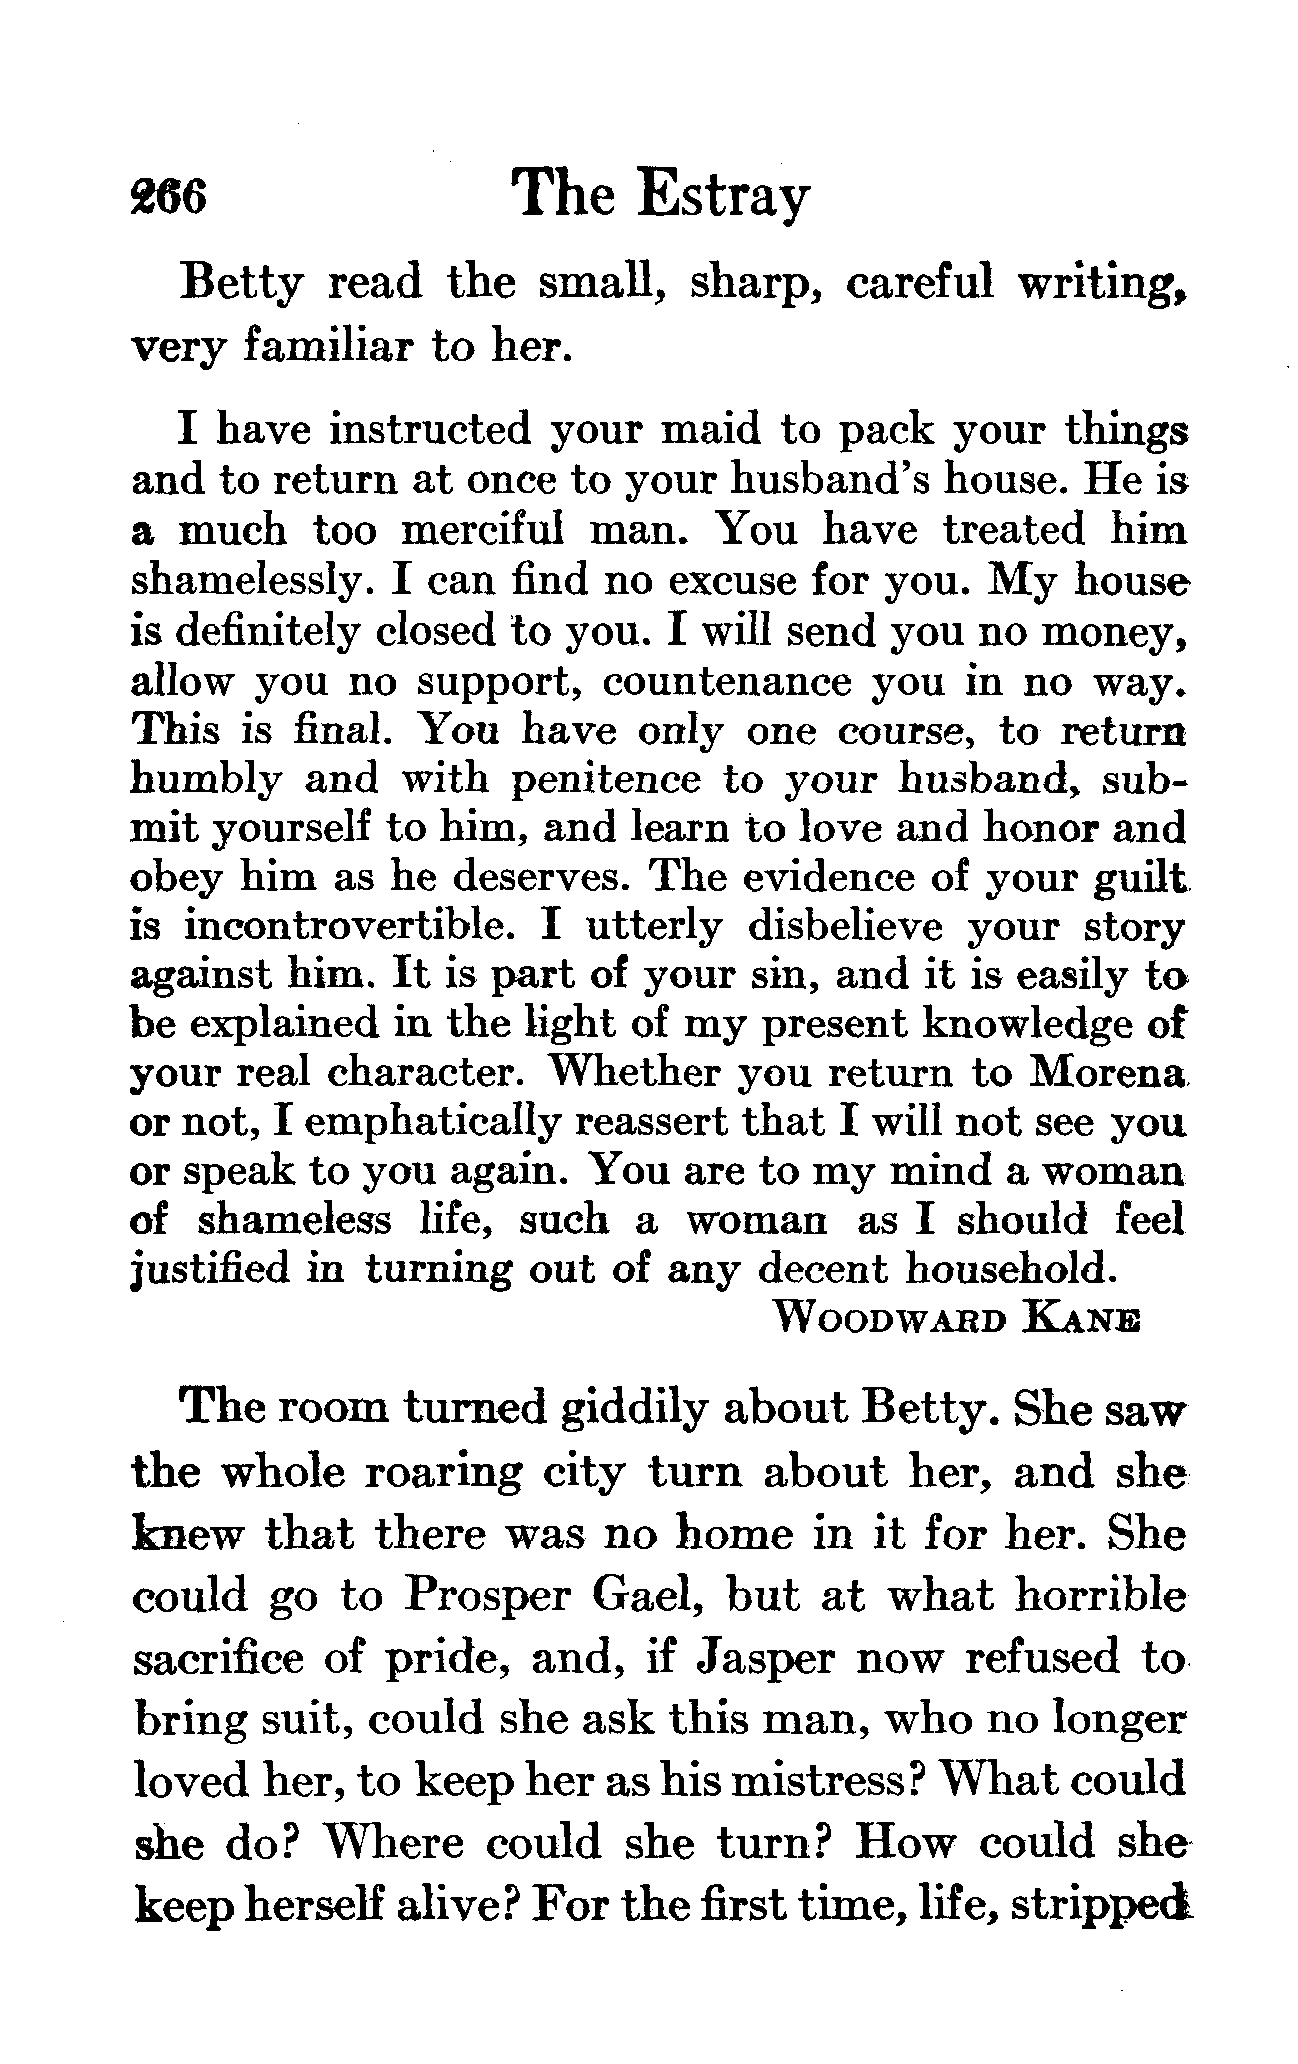 266 The Estray
Betty read the small, sharp, careful writing,
very familiar to her.
I have instructed your maid to pack your things
and to return at once to your husband's house. He is
a much too merciful man. You have treated him
shamelessly. I can find no excuse for you. My house
is definitely closed to you. I will send you no money,
allow you no support, countenance you in no way.
This is final. You have only one course, to return
humbly and with penitence to your husband, sub-
mit yourself to him, and learn to love and honor and
obey him as he deserves. The evidence of your guilt
is incontrovertible. I utterly disbelieve your story
against him. It is part of your sin, and it is easily to
be explained in the light of my present knowledge of
your real character. Whether you return to Morena
or not, I emphatically reassert that I will not see you
or speak to you again. You are to my mind a woman
of shameless life, such a woman as I should feel
justified in turning out of any decent household.
WOODWARD KANE
The room turned giddily about Betty. She saw
the whole roaring city turn about her, and she
knew that there was no home in it for her. She
could go to Prosper Gael, but at what horrible
sacrifice of pride, and, if Jasper now refused to
bring suit, could she ask this man, who no longer
loved her, to keep her as his mistress? What could
she do? Where could she turn? How could she
keep herself alive? For the first time, life, stripped